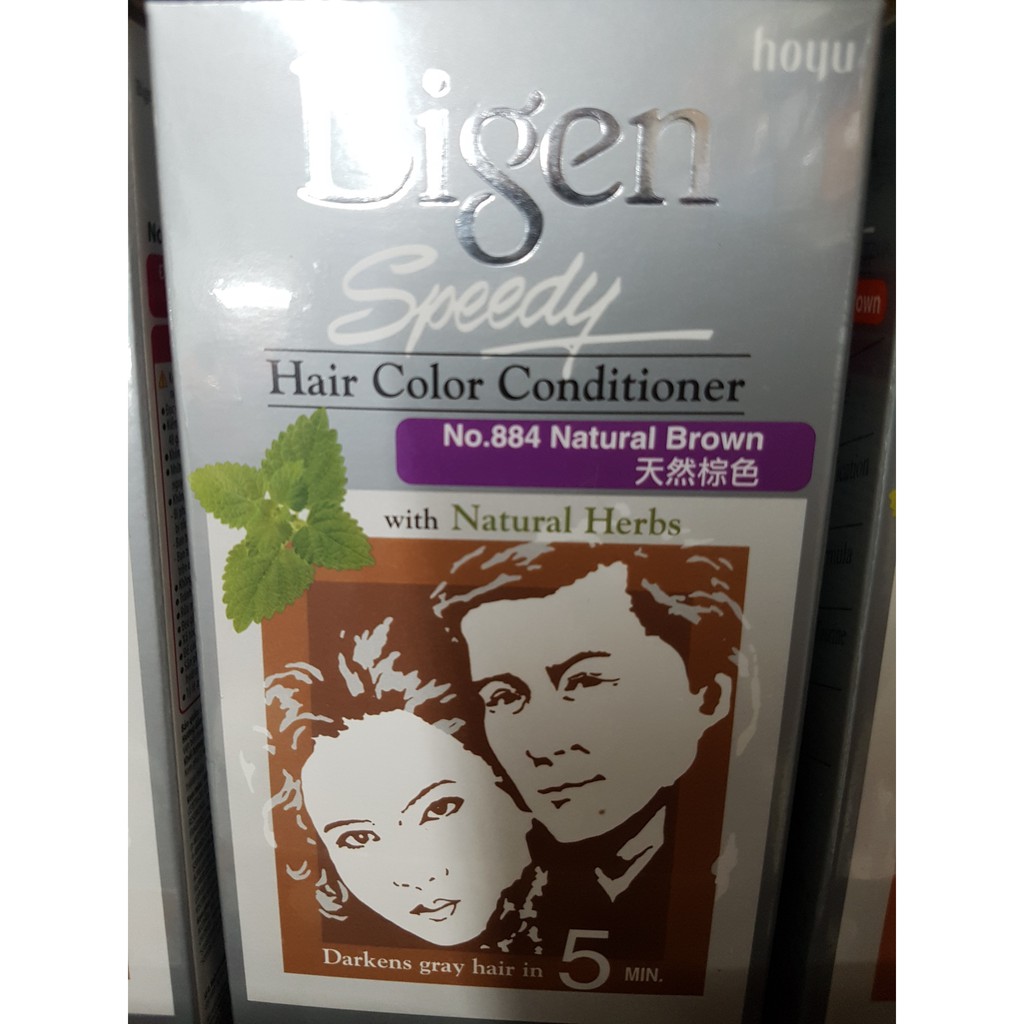 hoyu
Bigen
Speedy
Hair Color Conditioner
No.884 Natural Brown
天然棕色
with Natural Herbs
Darkens gray hair in 5 MIN.
own